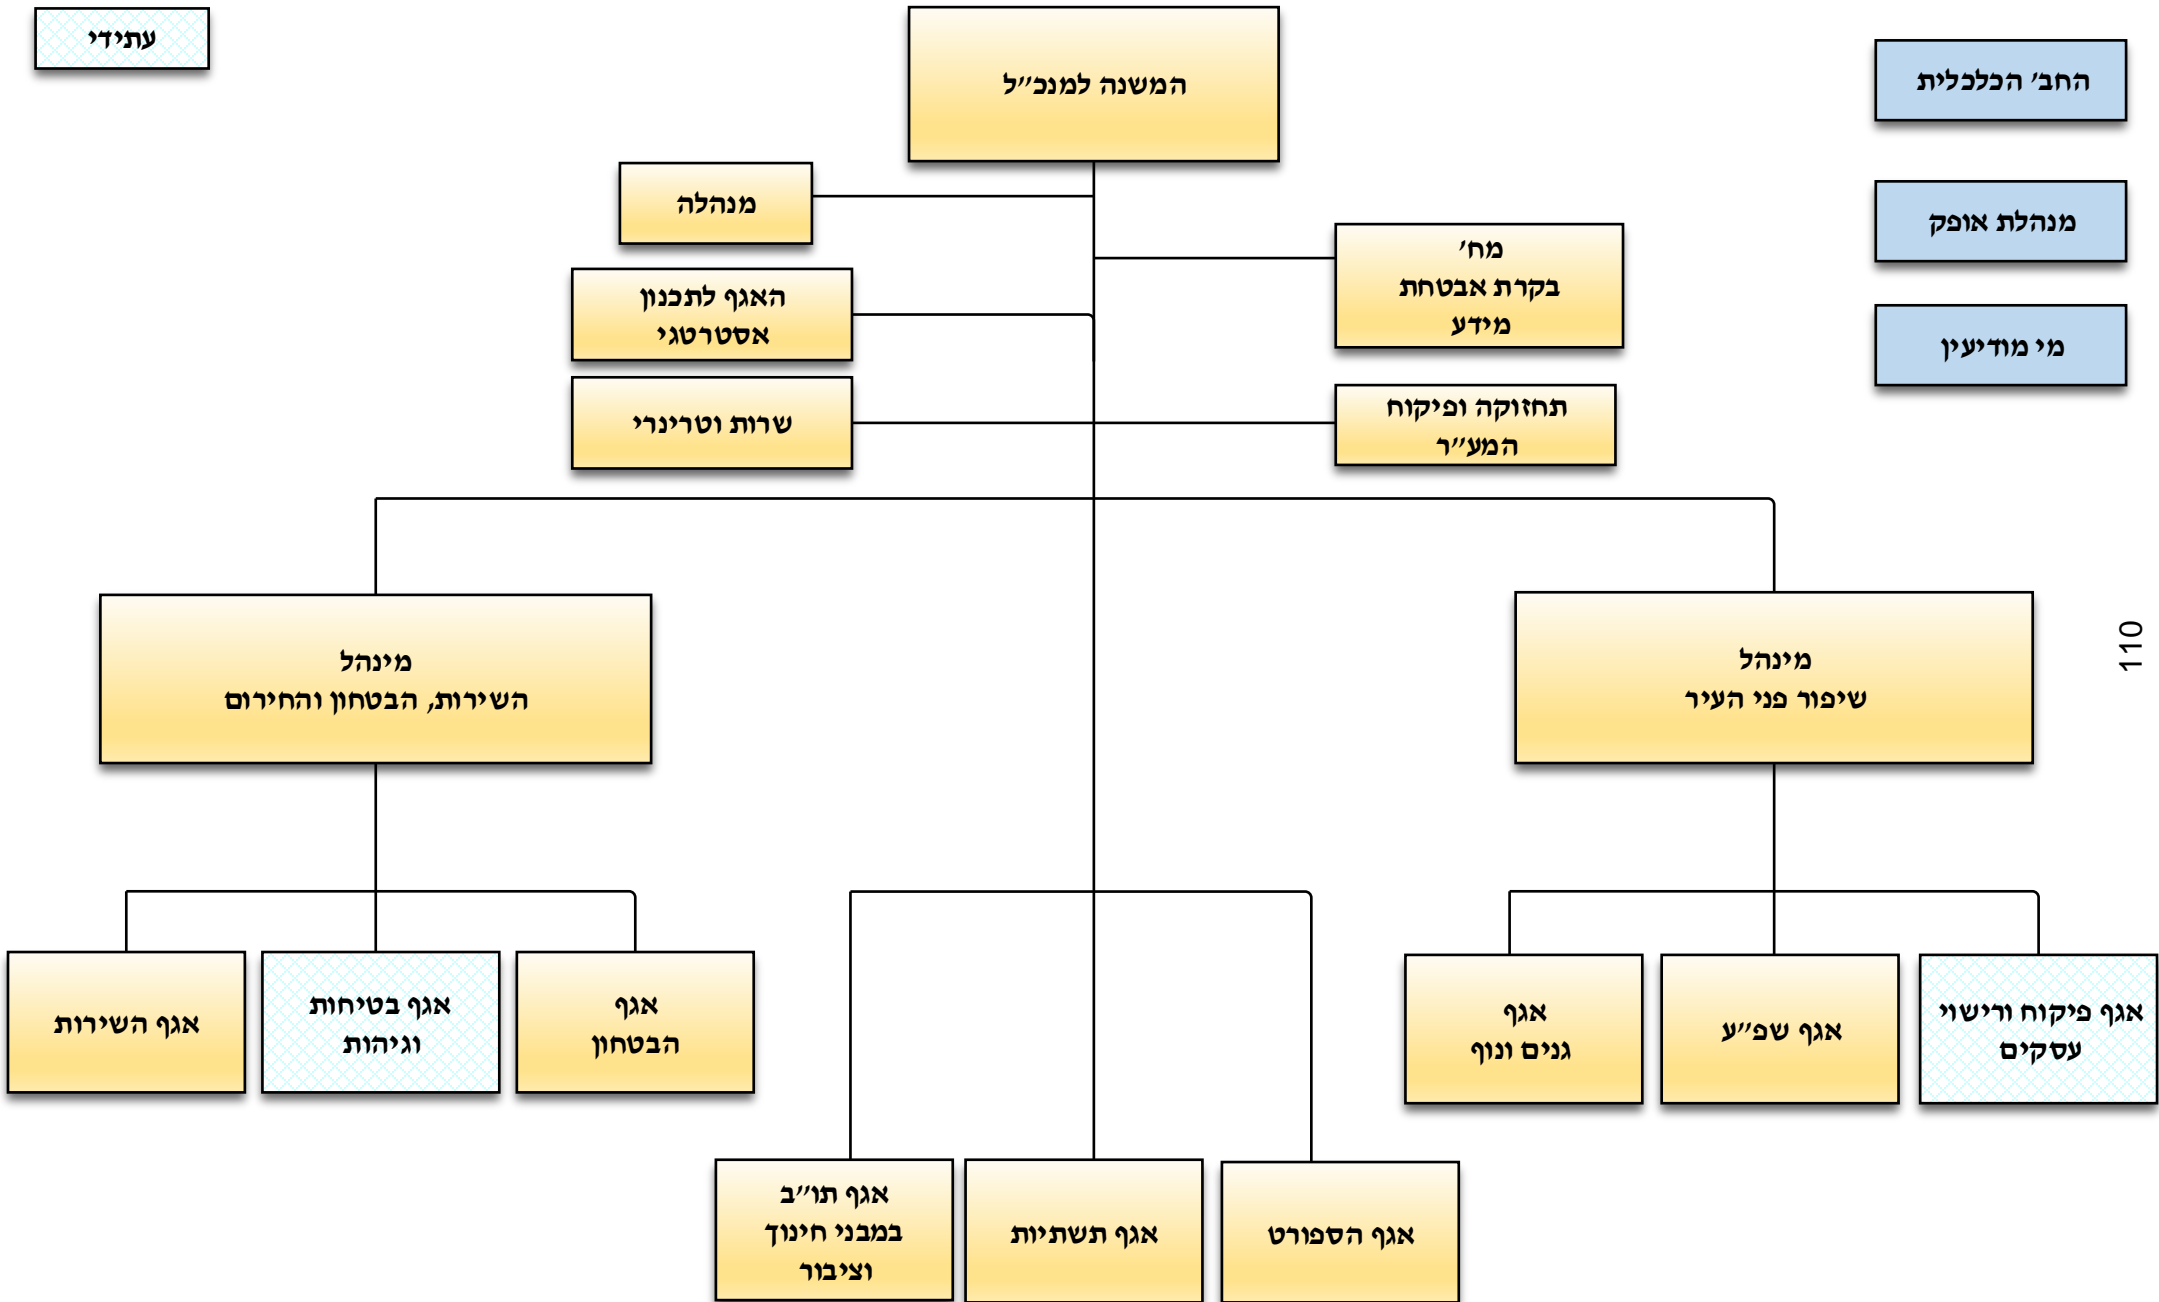 עתידי
המשנה למנכ״ל
החב׳ הכלכלית
מנהלה
מנהלת אופק
מח׳
בקרת אבטחת
מידע
האגף לתכנון
אסטרטגי
מי מודיעין
תחזוקה ופיקוח
המע״ר
שרות וטרינרי
מינהל
שיפור פני העיר
מינהל
השירות, הבטחון והחירום
110
אגף פיקוח ורישוי
עסקים
אגף שפ״ע
אגף
גנים ונוף
אגף
הבטחון
אגף בטיחות
וגיהות
אגף השירות
אגף הספורט
אגף תשתיות
אגף תו״ב
במבני חינוך
וציבור